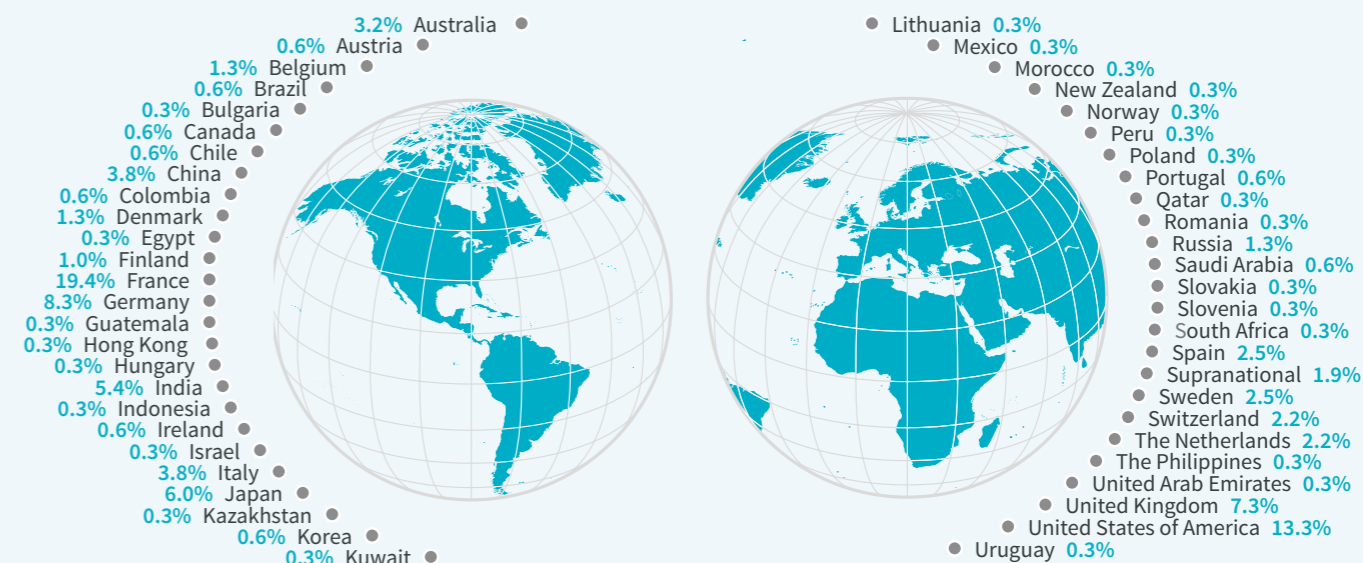 3.2% Australia
0.6% Austria
1.3% Belgium
0.6% Brazil
0.3% Bulgaria
0.6% Canada
0.6% Chile
3.8% China
0.6% Colombia
1.3% Denmark
0.3% Egypt
1.0% Finland
19.4% France
8.3% Germany
0.3% Guatemala
0.3% Hong Kong
0.3% Hungary
5.4% India
0.3% Indonesia
0.6% Ireland
0.3% Israel
3.8% Italy
6.0% Japan
0.3% Kazakhstan
0.6% Korea
0.3% Kuwait
Lithuania 0.3%
Mexico 0.3%
Morocco 0.3%
New Zealand 0.3%
Norway 0.3%
Peru 0.3%
Poland 0.3%
Portugal 0.6%
Qatar 0.3%
Romania 0.3%
Russia 1.3%
Saudi Arabia 0.6%
Slovakia 0.3%
Slovenia 0.3%
South Africa 0.3%
Spain 2.5%
Supranational 1.9%
Sweden 2.5%
Switzerland 2.2%
The Netherlands 2.2%
The Philippines 0.3%
United Arab Emirates 0.3%
United Kingdom 7.3%
United States of America 13.3%
Uruguay 0.3%